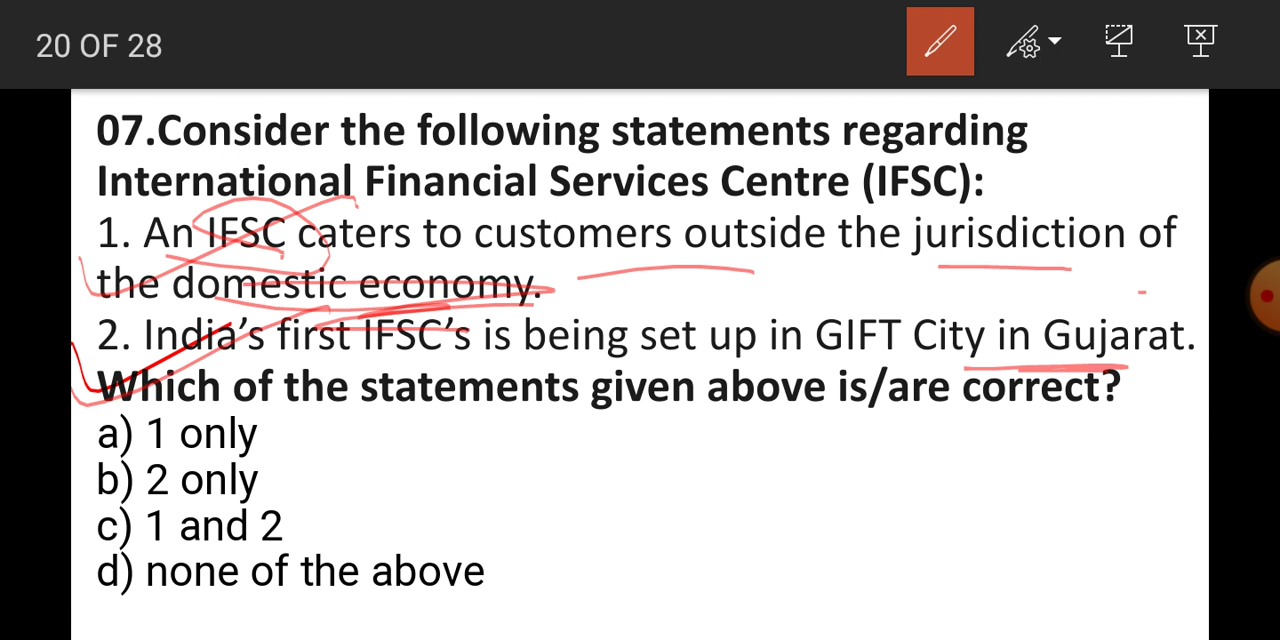 20 OF 28
07.Consider the following statements regarding
International Financial Services Centre (IFSC):
1. An IFSC caters to customers outside the jurisdiction of
the domestic economy.
2. India's first IFSC's is being set up in GIFT City in Gujarat.
Which of the statements given above is/are correct?
a) 1 only
b) 2 only
c) 1 and 2
d) none of the above